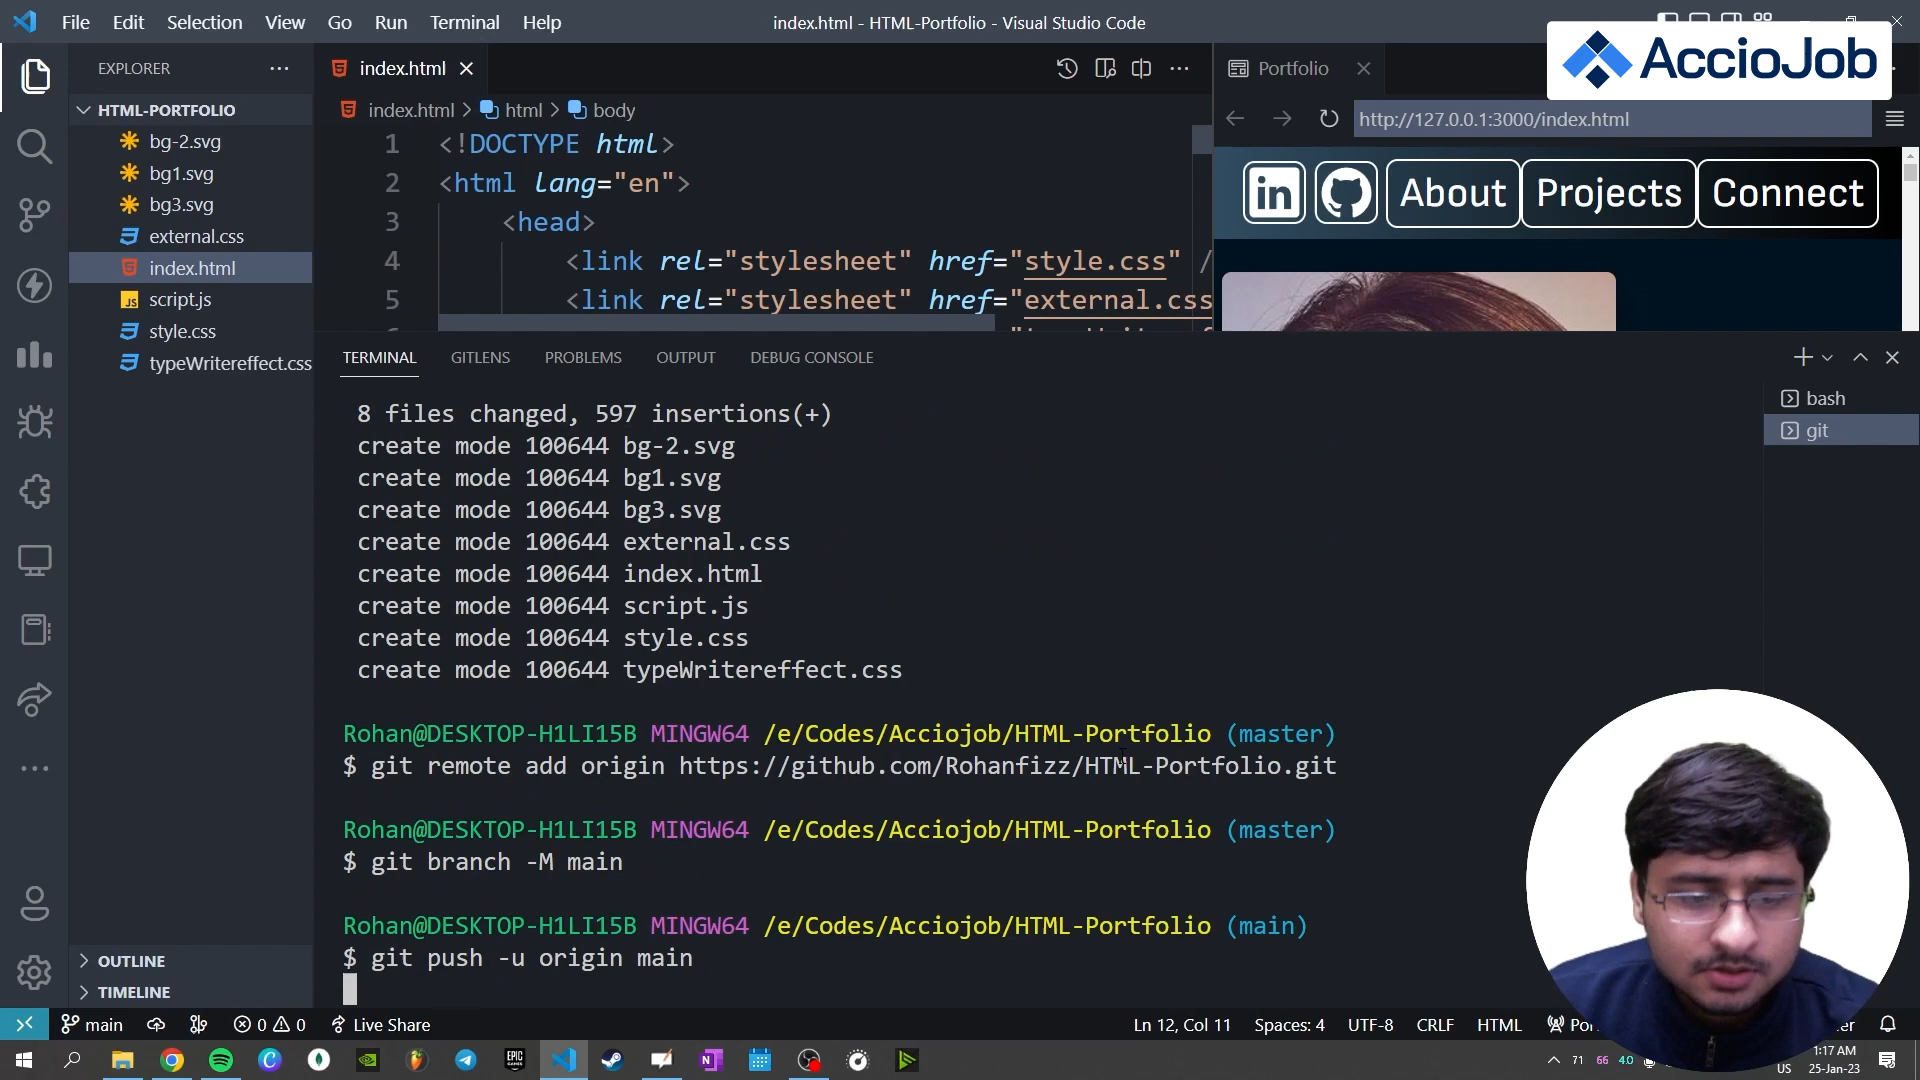 File Edit Selection View Go Run Terminal Help
index.html - HTML-Portfolio - Visual Studio Code
AccioJob
EXPLORER
HTML-PORTFOLIO
bg-2.svg
bg1.svg
bg3.svg
external.css
index.html
script.js
style.css
typeWritereffect.css
OUTLINE
TIMELINE
index.html
index.html > html > body
1 <!DOCTYPE html>
2 <html lang="en">
3 <head>
4 <link rel="stylesheet" href="style.css" /
5 <link rel="stylesheet" href="external.css
Portfolio
http://127.0.0.1:3000/index.html
in About Projects Connect
TERMINAL GITLENS PROBLEMS OUTPUT DEBUG CONSOLE
bash
git
8 files changed, 597 insertions(+)
create mode 100644 bg-2.svg
create mode 100644 bg1.svg
create mode 100644 bg3.svg
create mode 100644 external.css
create mode 100644 index.html
create mode 100644 script.js
create mode 100644 style.css
create mode 100644 typeWritereffect.css
Rohan@DESKTOP-H1LI15B MINGW64 /e/Codes/Acciojob/HTML-Portfolio (master)
$ git remote add origin https://github.com/Rohanfizz/HTML-Portfolio.git
Rohan@DESKTOP-H1LI15B MINGW64 /e/Codes/Acciojob/HTML-Portfolio (master)
$ git branch -M main
Rohan@DESKTOP-H1LI15B MINGW64 /e/Codes/Acciojob/HTML-Portfolio (main)
$ git push -u origin main
main 0 0 Live Share Ln 12, Col 11 Spaces: 4 UTF-8 CRLF HTML
EPIC GAMES
71 66 4.0 US
1:17 AM
25-Jan-23